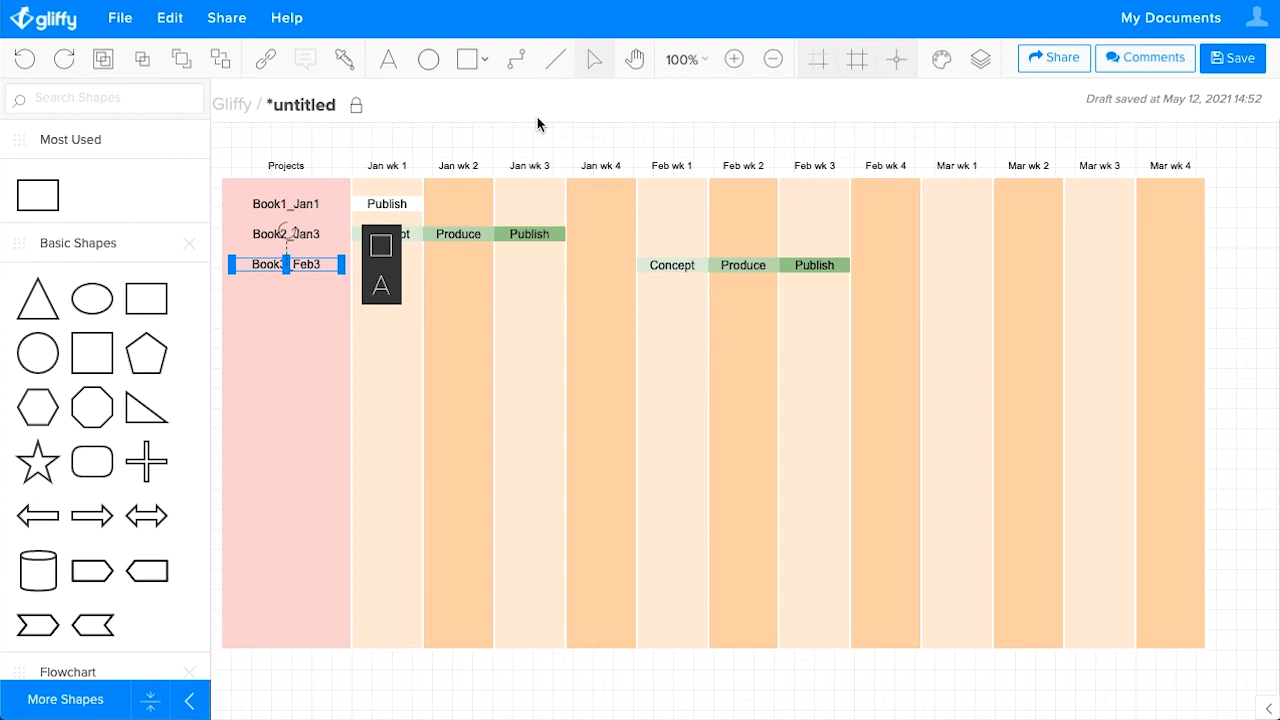 gliffy File Edit Share Help My Documents
100% Share Comments Save
Search Shapes
Gliffy / *untitled
Draft saved at May 12, 2021 14:52
Most Used
Basic Shapes
Flowchart
More Shapes
Projects Jan wk 1 Jan wk 2 Jan wk 3 Jan wk 4 Feb wk 1 Feb wk 2 Feb wk 3 Feb wk 4 Mar wk 1 Mar wk 2 Mar wk 3 Mar wk 4
Book1_Jan1 Publish
Book2_Jan3 Produce Publish
Book3_Feb3 Concept Produce Publish
A